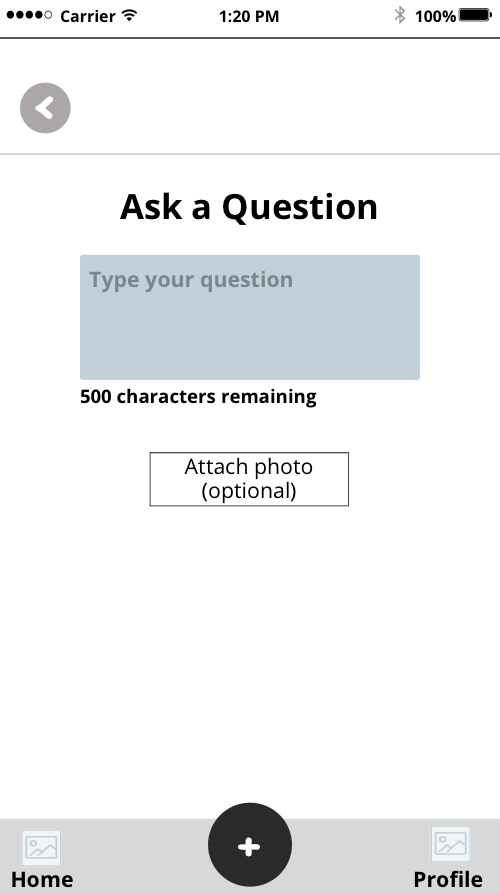 Carrier 1:20 PM 100%
Ask a Question
Type your question
500 characters remaining
Attach photo
(optional)
+
Home Profile